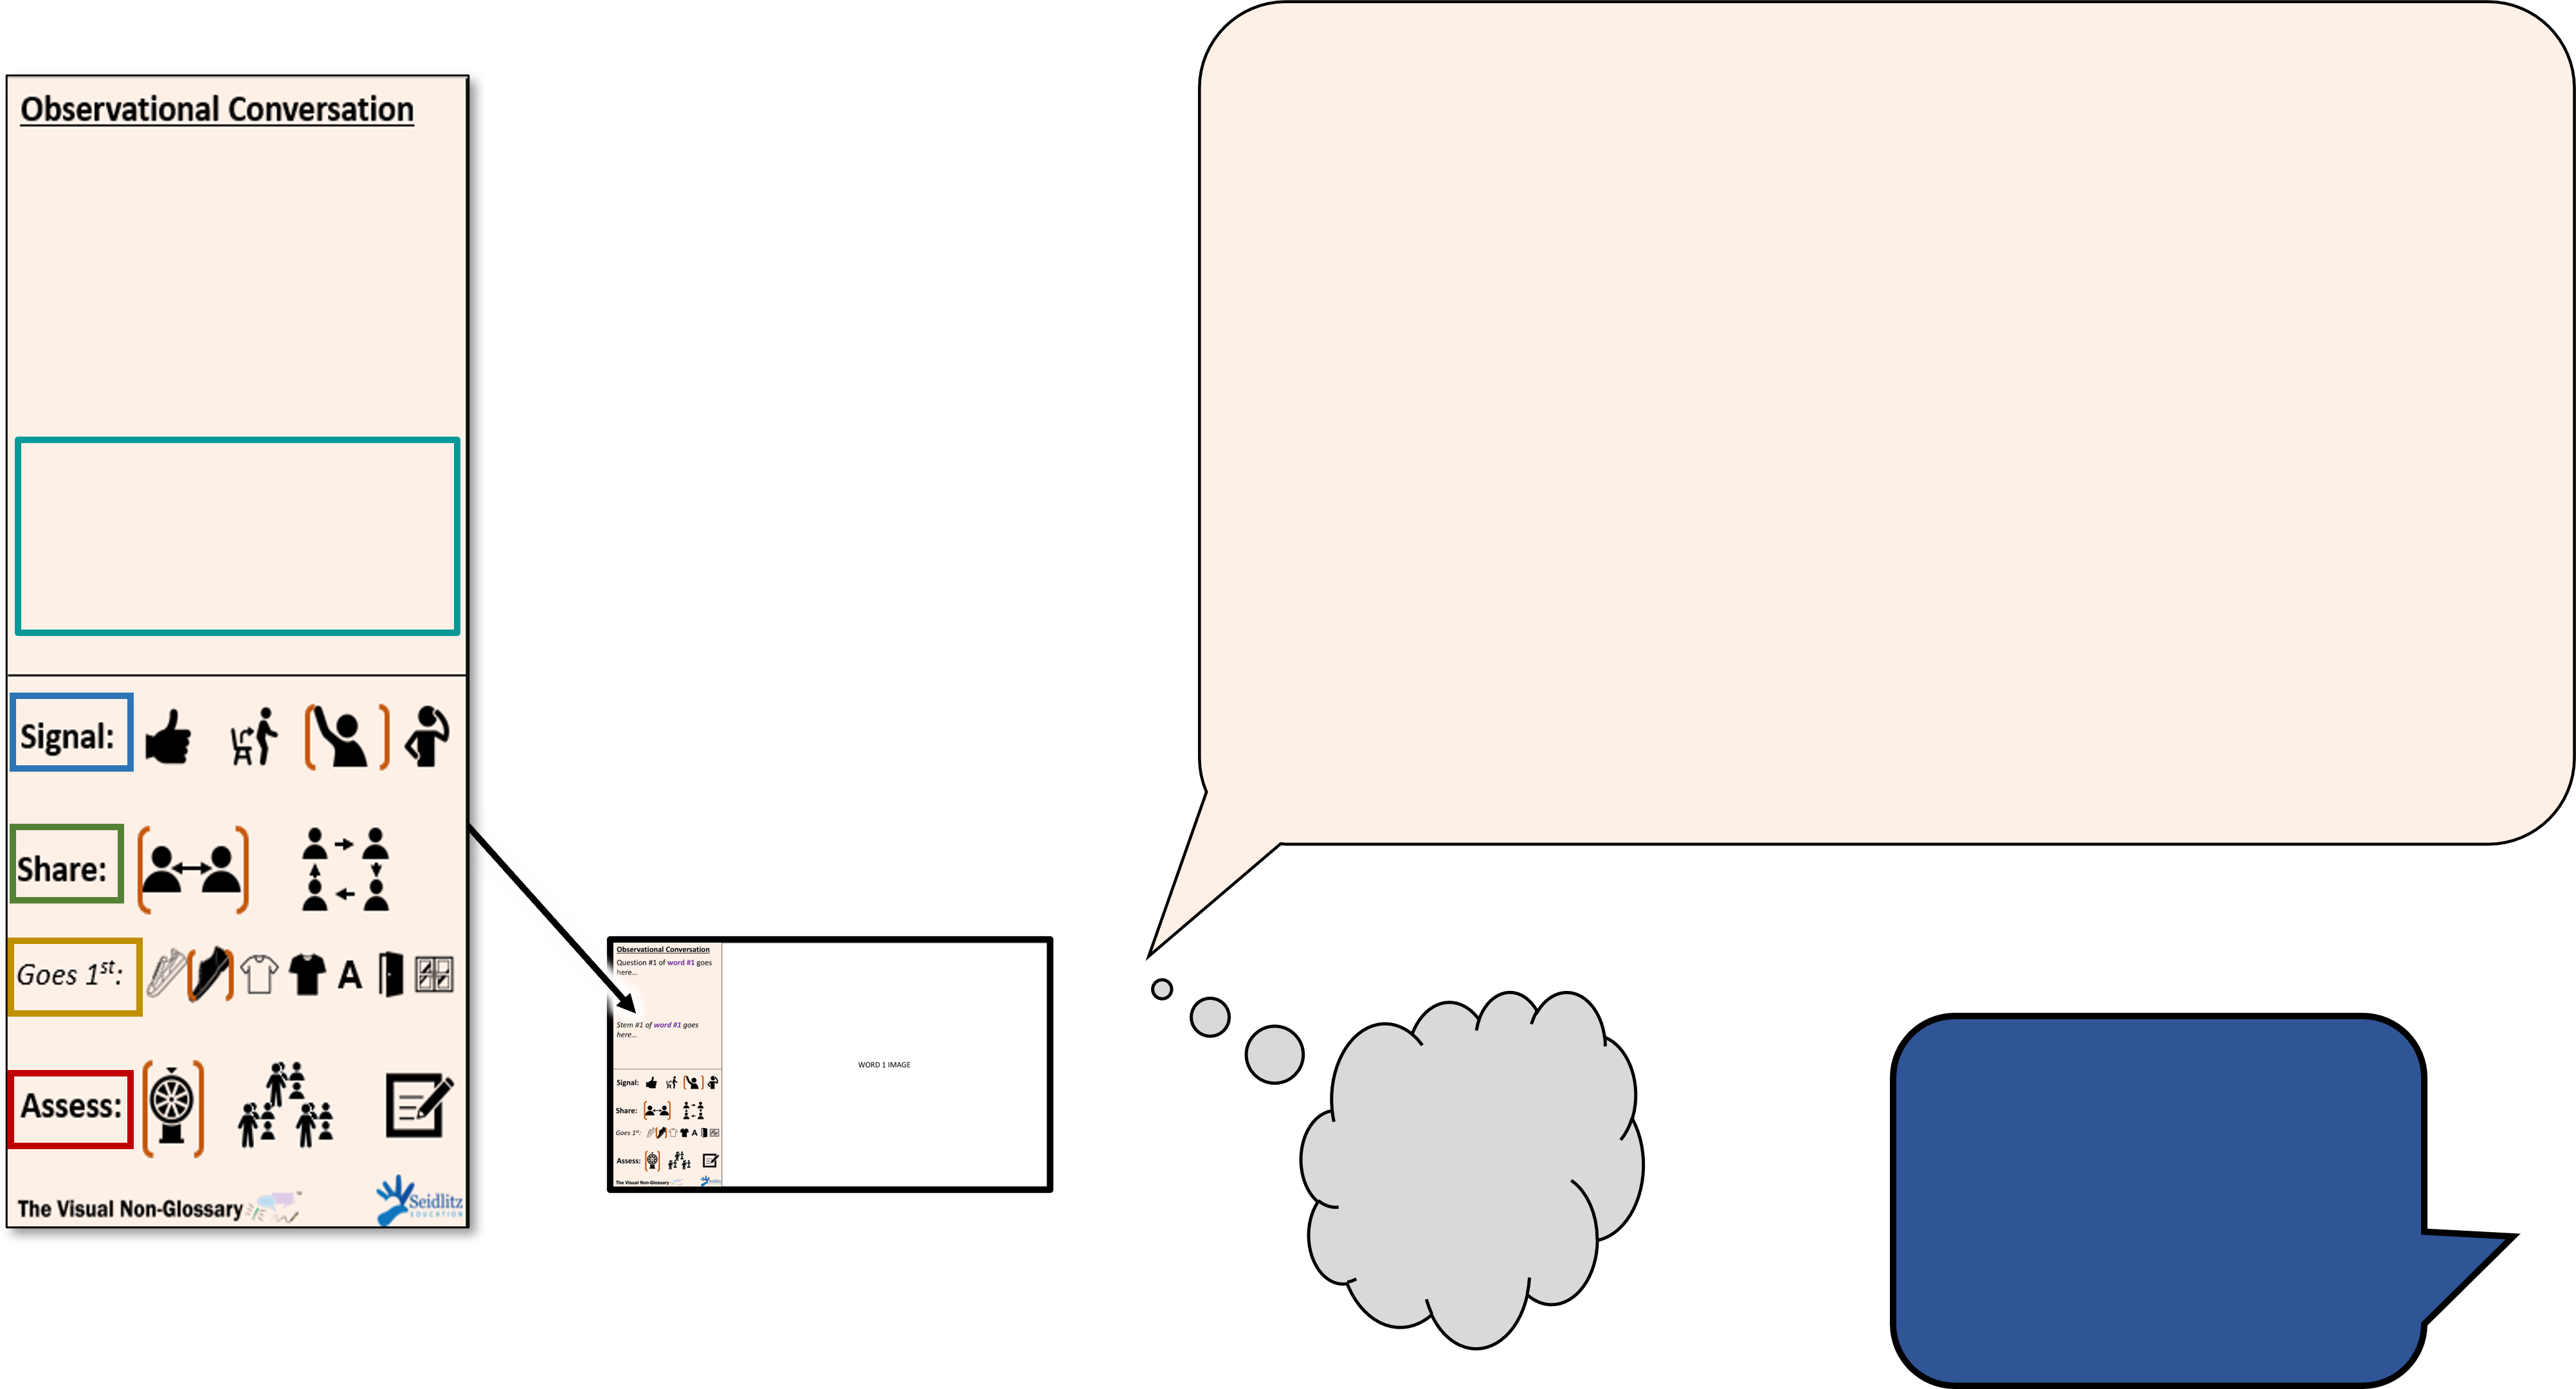 Observational Conversation
Signal:
Share:
Goes 1st:
A
Assess:
The Visual Non-Glossary
Seidlitz
EDUCATION
Observational Conversation
Question #1 of word #1 goes
here...
Stem #1 of word #1 goes
here...
WORD 1 IMAGE
Signal:
Share:
Goes 1st:
A
Assess:
The Visual Non-Glossary